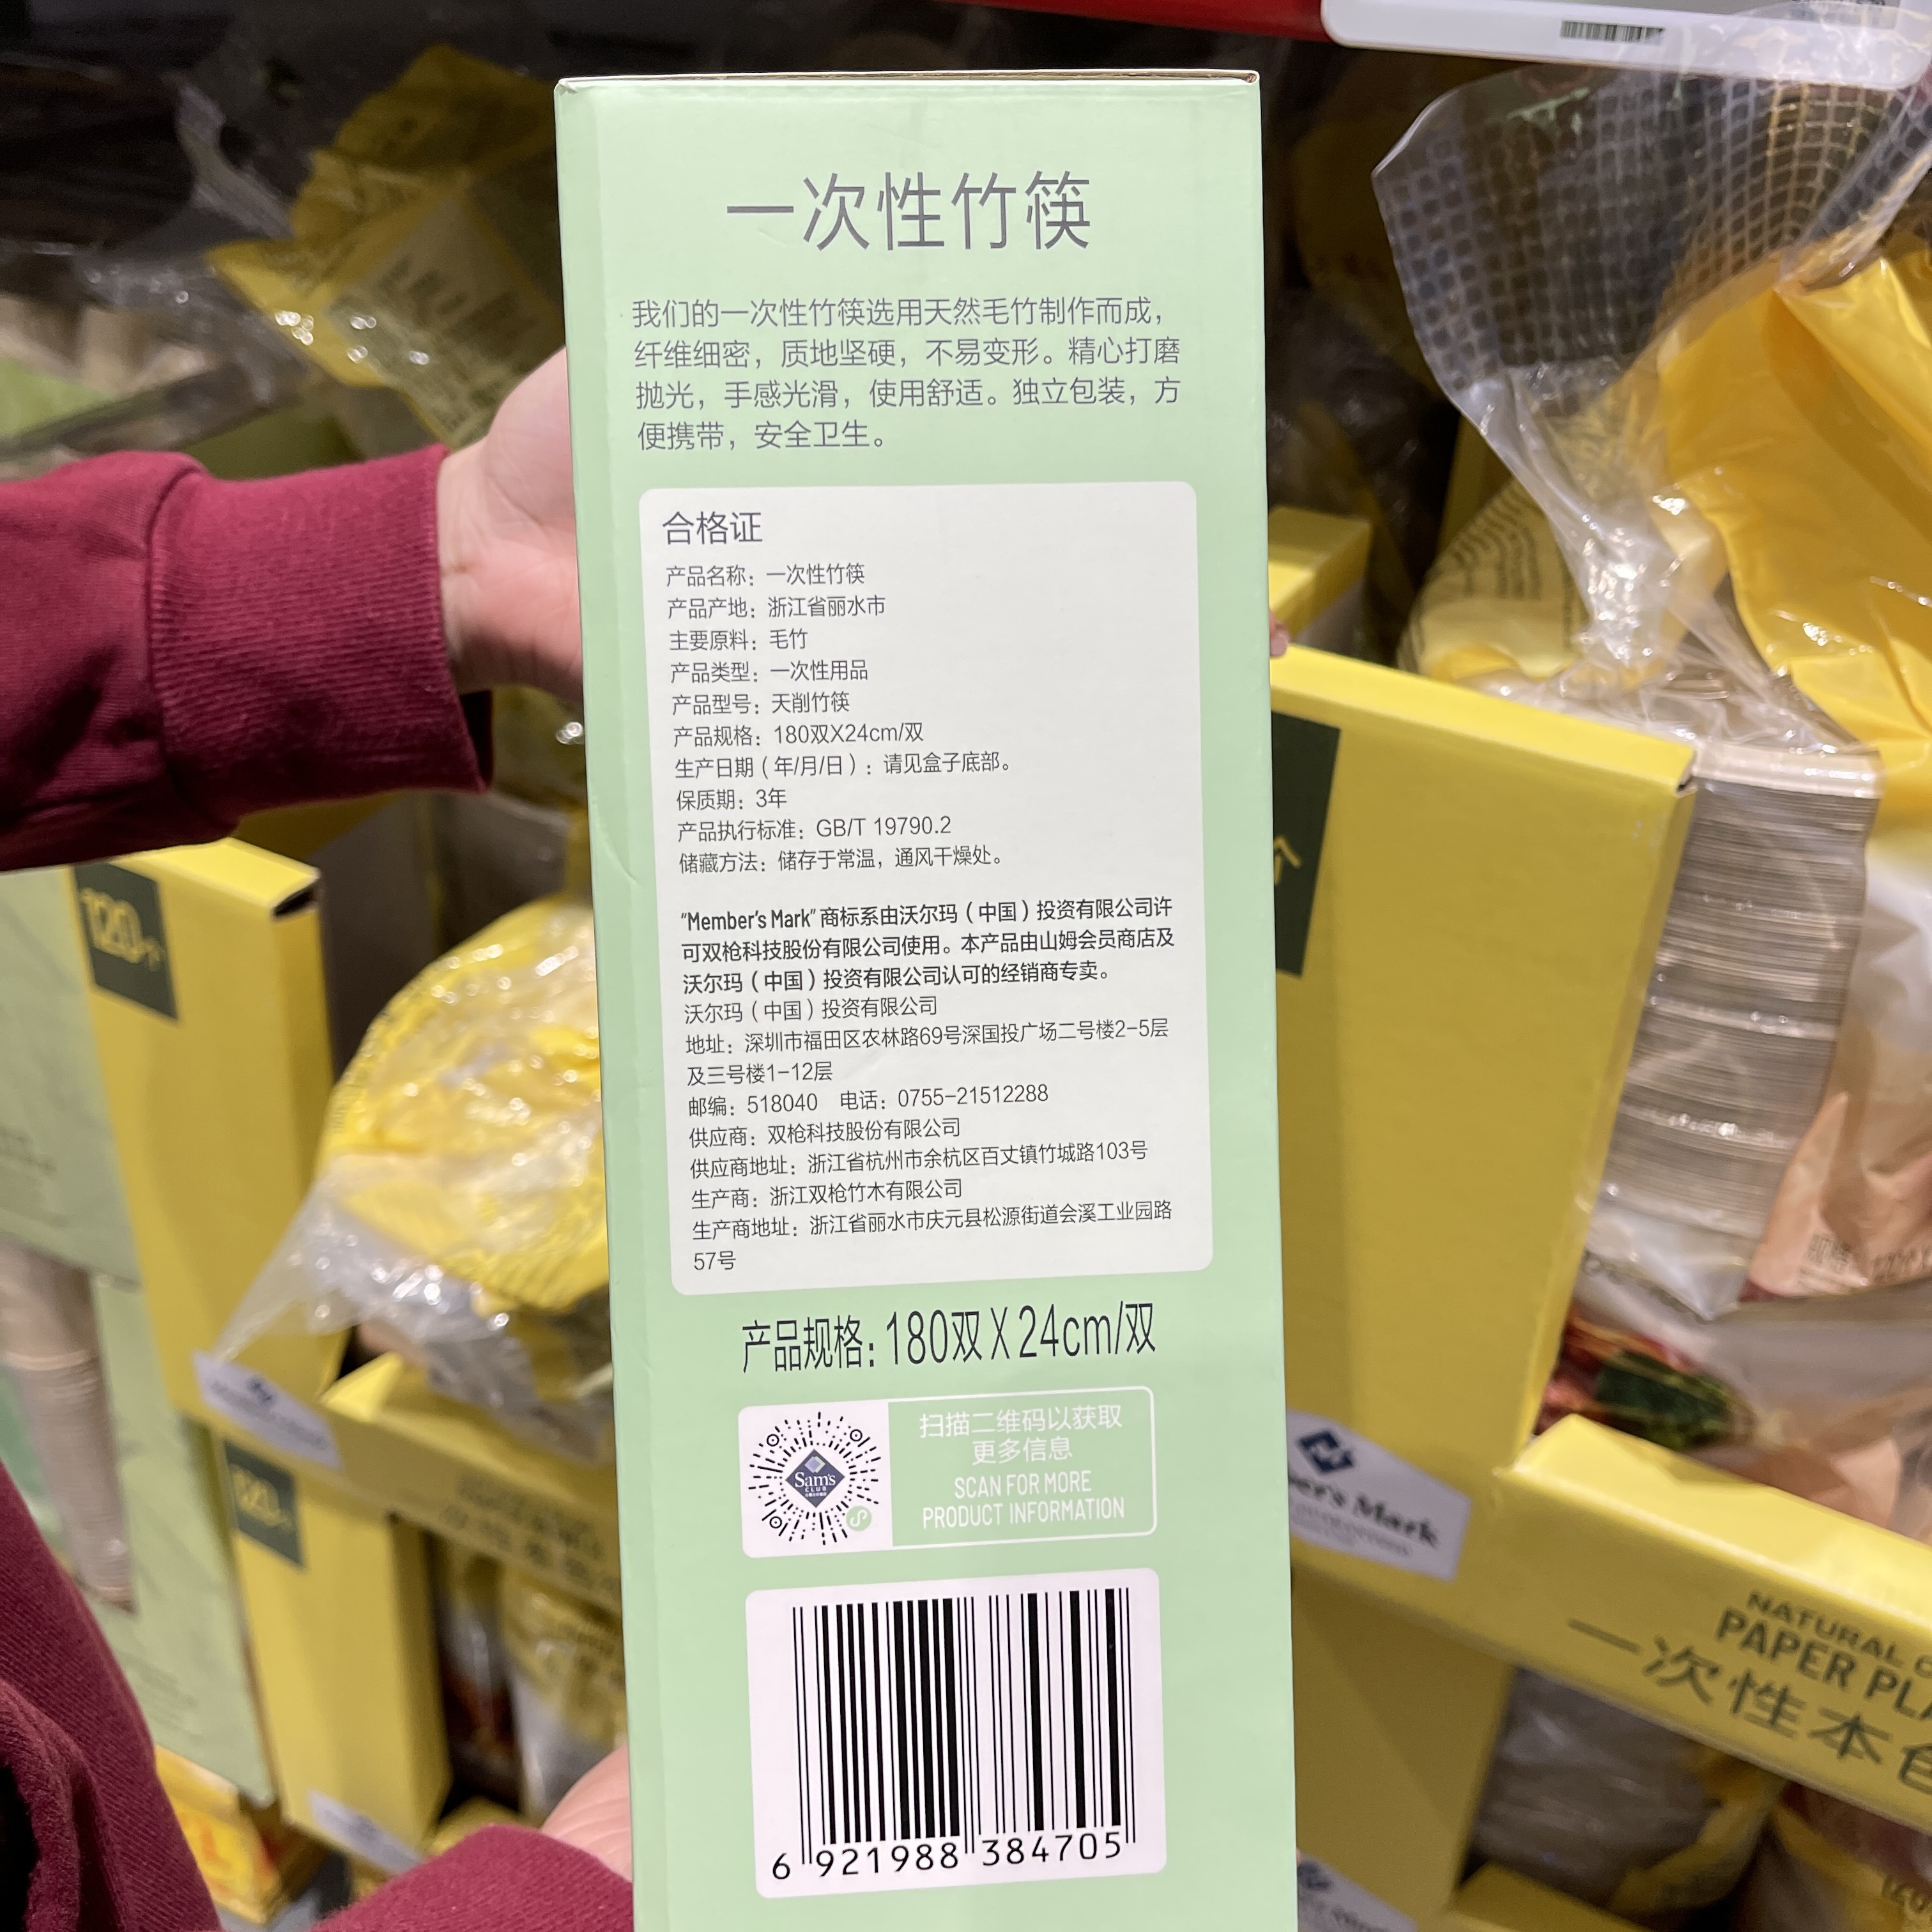 一次性竹筷
我们的一次性竹筷选用天然毛竹制作而成，
纤维细密，质地坚硬，不易变形。精心打磨
抛光，手感光滑，使用舒适。独立包装，方
便携带，安全卫生。
合格证
产品名称：一次性竹筷
产品产地：浙江省丽水市
主要原料：毛竹
产品类型：一次性用品
产品型号：天削竹筷
产品规格：180双X24cm/双
生产日期（年/月/日）：请见盒子底部。
保质期：3年
产品执行标准：GB/T 19790.2
储藏方法：储存于常温，通风干燥处。
“Member's Mark”商标系由沃尔玛（中国）投资有限公司许
可双枪科技股份有限公司使用。本产品由山姆会员商店及
沃尔玛（中国）投资有限公司认可的经销商专卖。
沃尔玛（中国）投资有限公司
地址：深圳市福田区农林路69号深国投广场二号楼2-5层
及三号楼1-12层
邮编：518040　电话：0755-21512288
供应商：双枪科技股份有限公司
供应商地址：浙江省杭州市余杭区百丈镇竹城路103号
生产商：浙江双枪竹木有限公司
生产商地址：浙江省丽水市庆元县松源街道会溪工业园路
57号
产品规格：180双X24cm/双
Sam's
CLUB
扫描二维码以获取
更多信息
SCAN FOR MORE
PRODUCT INFORMATION
6 921988 384705
120个
120个
个
ber's Mark
NATURAL
PAPER PLA
一次性本色